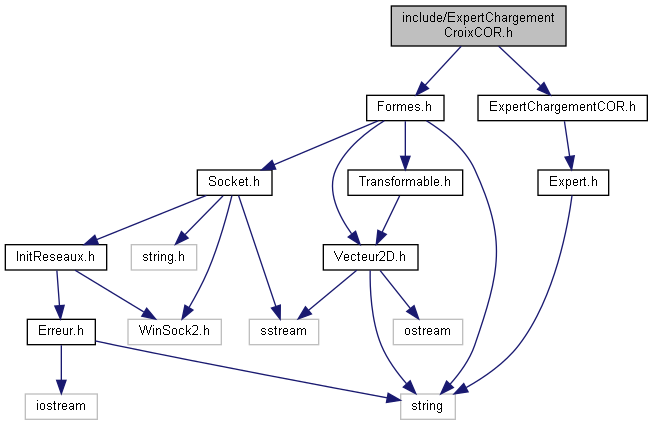 include/ExpertChargement
CroixCOR.h
Formes.h
ExpertChargementCOR.h
Socket.h
Transformable.h
Expert.h
InitReseaux.h
string.h
Vecteur2D.h
Erreur.h
WinSock2.h
sstream
ostream
iostream
string